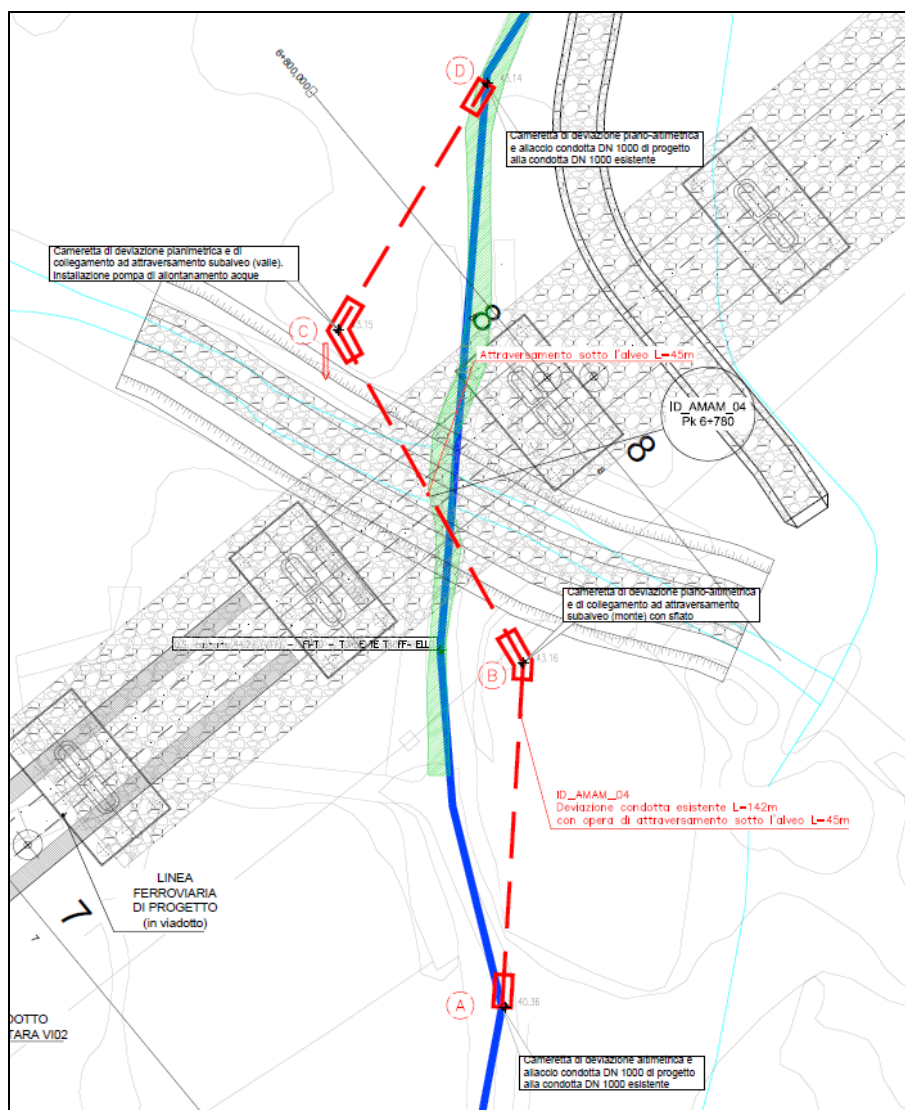 D
43.14
6+800,000
Cameretta di deviazione plano-altimetrica
e allaccio condotta DN 1000 di progetto
alla condotta DN 1000 esistente
Cameretta di deviazione planimetrica e di
collegamento ad attraversamento subalveo (valle).
Installazione pompa di allontanamento acque
C
43.15
8
Attraversamento sotto l'alveo L=45m
ID_AMAM_04
Pk 6+780
8
Cameretta di deviazione plano-altimetrica
e di collegamento ad attraversamento
subalveo (monte) con sfiato
B
43.16
ID_AMAM_04
Deviazione condotta esistente L=142m
con opera di attraversamento sotto l'alveo L=45m
LINEA
FERROVIARIA
DI PROGETTO
(in viadotto)
7
1
A
40.36
DOTTO
TARA VI02
Cameretta di deviazione altimetrica e
allaccio condotta DN 1000 di progetto
alla condotta DN 1000 esistente